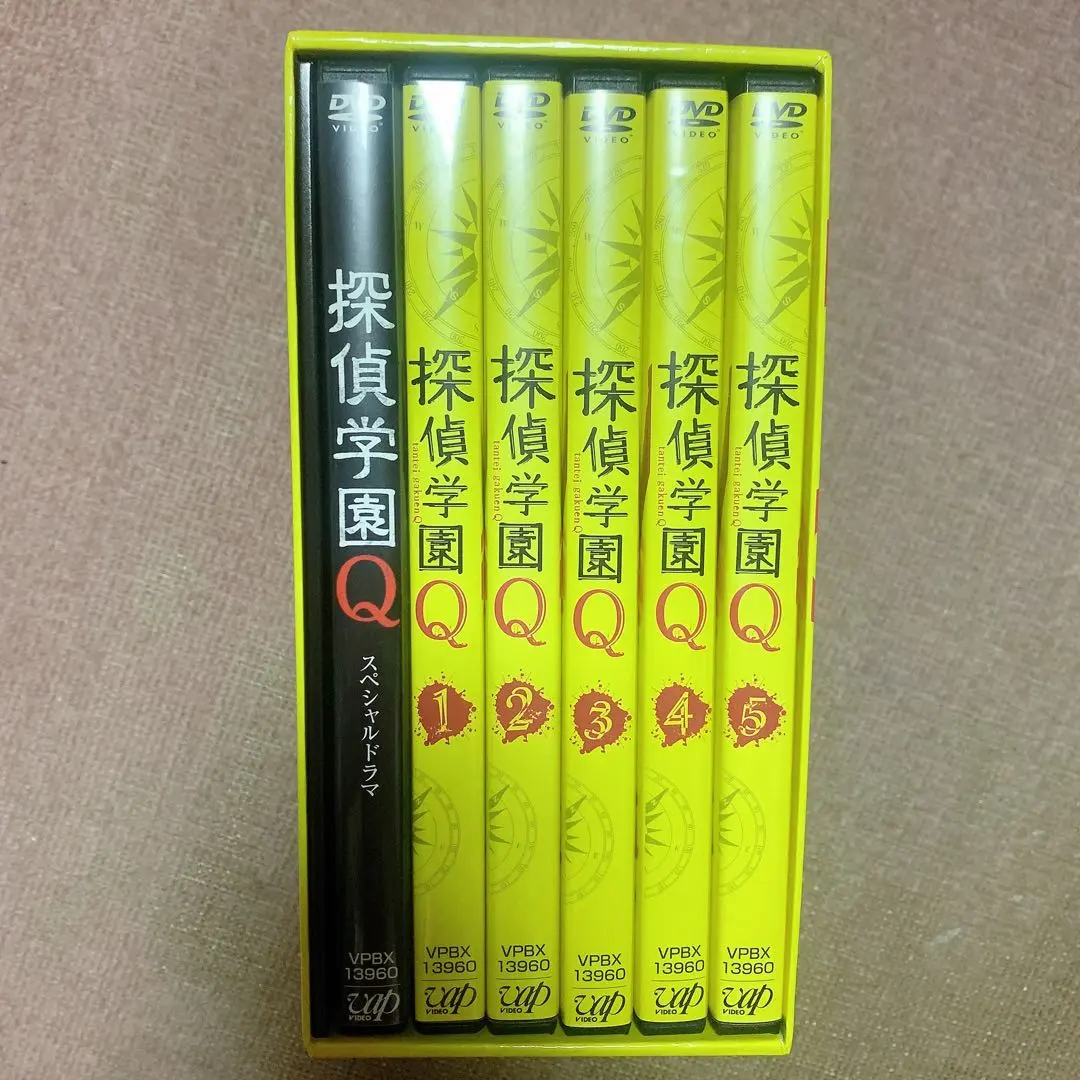 DVD
VIDEO
探偵学園Q
スペシャルドラマ
VPBX
13960
vap
VIDEO
DVD
VIDEO
探偵学園Q
tantei gakuen Q
1
VPBX
13960
vap
VIDEO
DVD
VIDEO
探偵学園Q
tantei gakuen Q
2
VPBX
13960
vap
VIDEO
DVD
VIDEO
探偵学園Q
tantei gakuen Q
3
VPBX
13960
vap
VIDEO
DVD
VIDEO
探偵学園Q
tantei gakuen Q
4
VPBX
13960
vap
VIDEO
DVD
VIDEO
探偵学園Q
tantei gakuen Q
5
VPBX
13960
vap
VIDEO